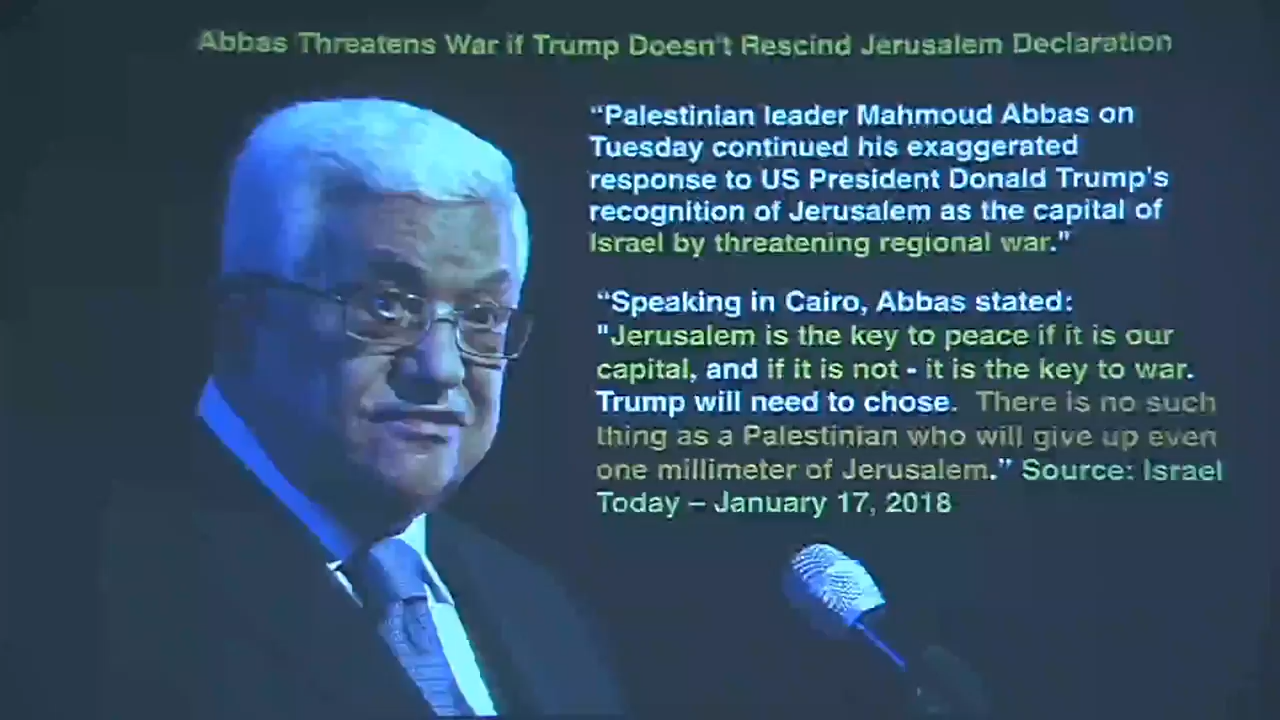 Abbas Threatens War if Trump Doesn't Rescind Jerusalem Declaration
“Palestinian leader Mahmoud Abbas on
Tuesday continued his exaggerated
response to US President Donald Trump's
recognition of Jerusalem as the capital of
Israel by threatening regional war."
“Speaking in Cairo, Abbas stated:
"Jerusalem is the key to peace if it is our
capital, and if it is not - it is the key to war.
Trump will need to chose. There is no such
thing as a Palestinian who will give up even
one millimeter of Jerusalem.” Source: Israel
Today – January 17, 2018